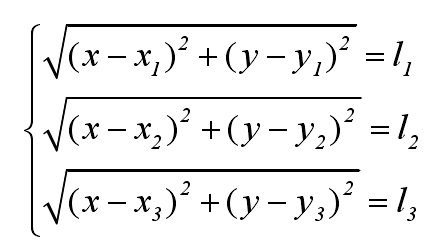 √(x − x₁)² + (y − y₁)² = l₁
√(x − x₂)² + (y − y₂)² = l₂
√(x − x₃)² + (y − y₃)² = l₃